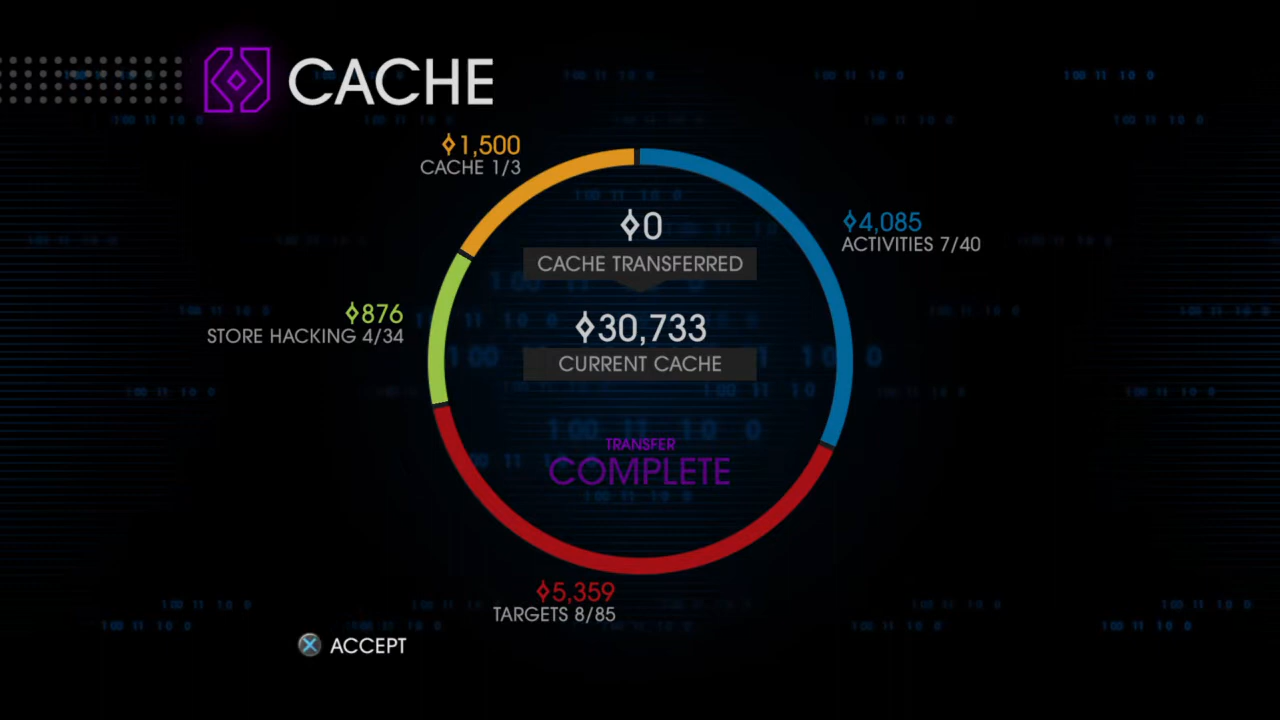 CACHE
1,500
CACHE 1/3
0
CACHE TRANSFERRED
4,085
ACTIVITIES 7/40
876
STORE HACKING 4/34
30,733
CURRENT CACHE
TRANSFER
COMPLETE
5,359
TARGETS 8/85
ACCEPT